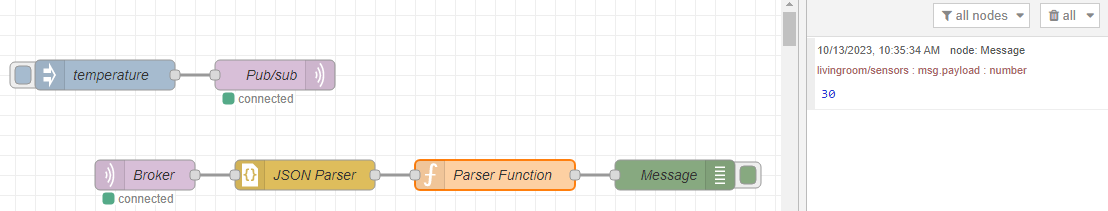 temperature
Pub/sub
connected
Broker
JSON Parser
Parser Function
Message
connected
all nodes
all
10/13/2023, 10:35:34 AM node: Message
livingroom/sensors : msg.payload : number
30